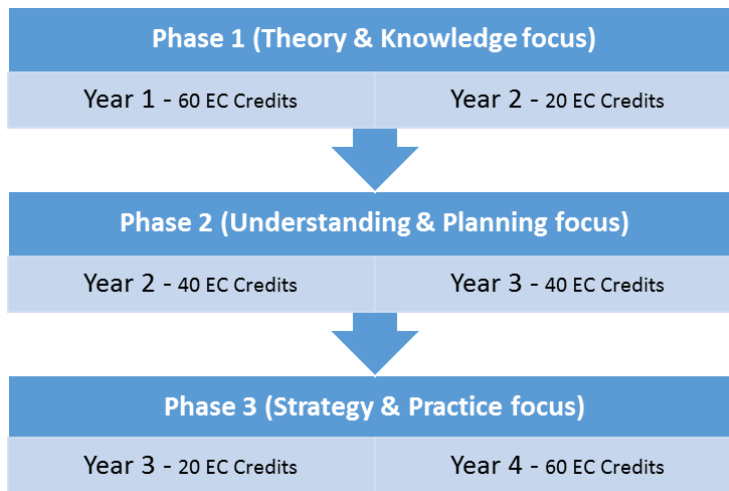 Phase 1 (Theory & Knowledge focus)
Year 1 - 60 EC Credits
Year 2 - 20 EC Credits
Phase 2 (Understanding & Planning focus)
Year 2 - 40 EC Credits
Year 3 - 40 EC Credits
Phase 3 (Strategy & Practice focus)
Year 3 - 20 EC Credits
Year 4 - 60 EC Credits